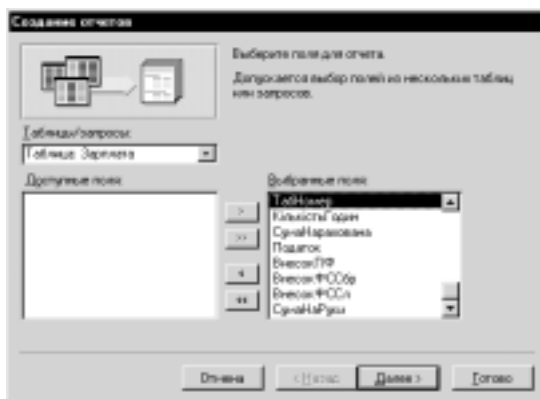 Создание отчетов
Выберите поля для отчета.
Допускается выбор полей из нескольких таблиц
или запросов.
Таблицы/запросы:
Таблица: Зарплата
Доступные поля:
Выбранные поля:
ТабНомер
КількістьГодин
СумаНарахована
Податок
ВнесокПФ
ВнесокФССбр
ВнесокФССл
СумаНаРуки
>
>>
<
<<
Отмена
< Назад
Далее >
Готово